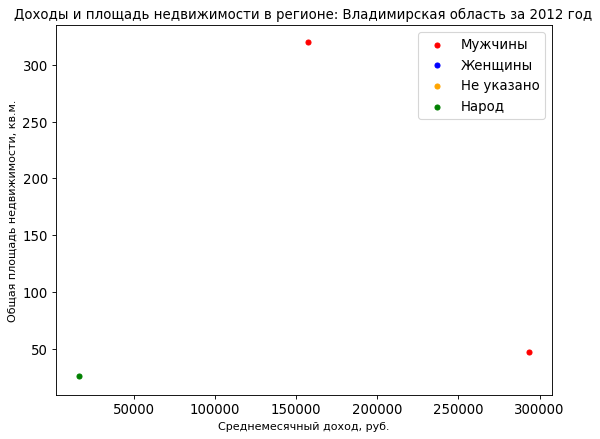 Доходы и площадь недвижимости в регионе: Владимирская область за 2012 год
Мужчины
Женщины
Не указано
Народ
300
250
200
150
100
50
Общая площадь недвижимости, кв.м.
50000 100000 150000 200000 250000 300000
Среднемесячный доход, руб.